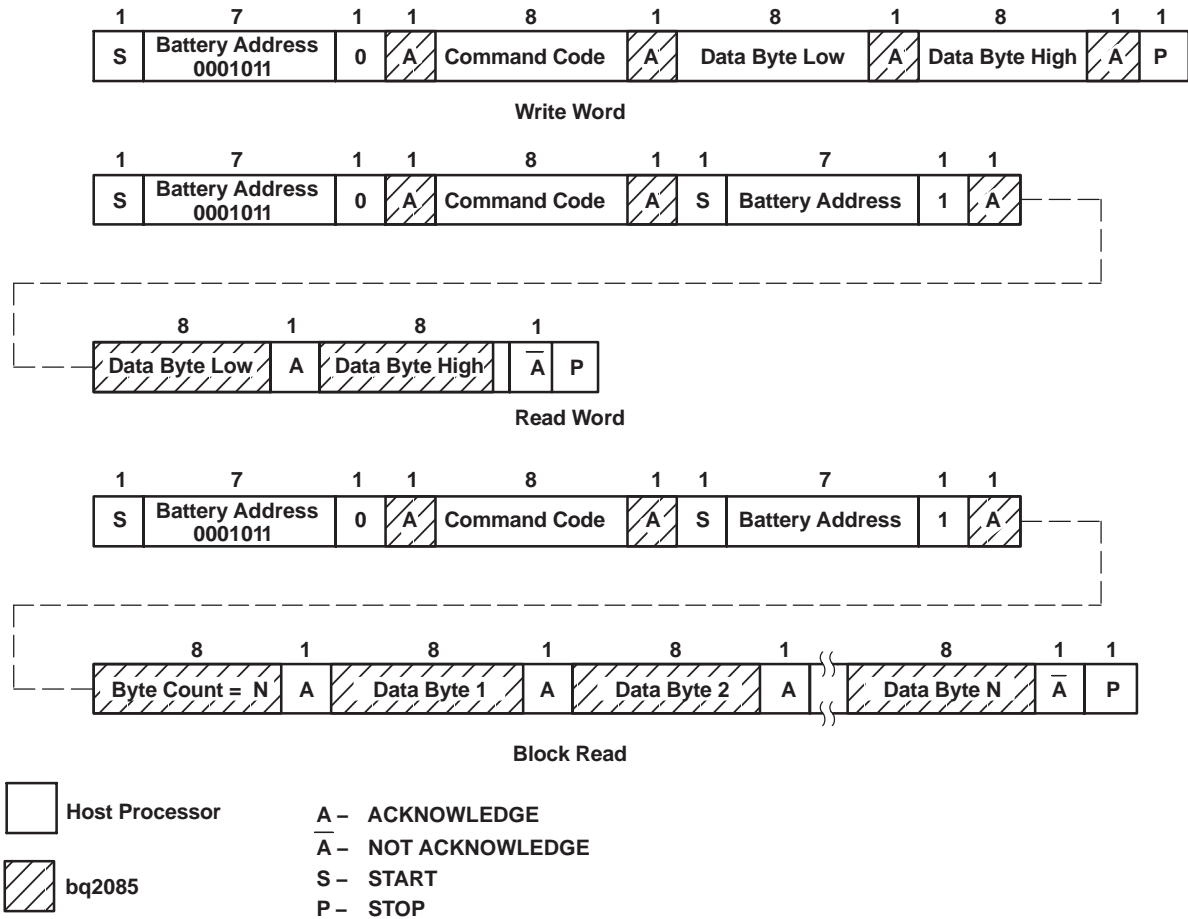 1 7 1 1 8 1 8 1 8 1 1
S Battery Address 0001011 0 A Command Code A Data Byte Low A Data Byte High A P
Write Word
1 7 1 1 8 1 1 7 1 1
S Battery Address 0001011 0 A Command Code A S Battery Address 1 A
8 1 8 1
Data Byte Low A Data Byte High A̅ P
Read Word
1 7 1 1 8 1 1 7 1 1
S Battery Address 0001011 0 A Command Code A S Battery Address 1 A
8 1 8 1 8 1 8 1 1
Byte Count = N A Data Byte 1 A Data Byte 2 A Data Byte N A̅ P
Block Read
Host Processor
bq2085
A – ACKNOWLEDGE
A̅ – NOT ACKNOWLEDGE
S – START
P – STOP